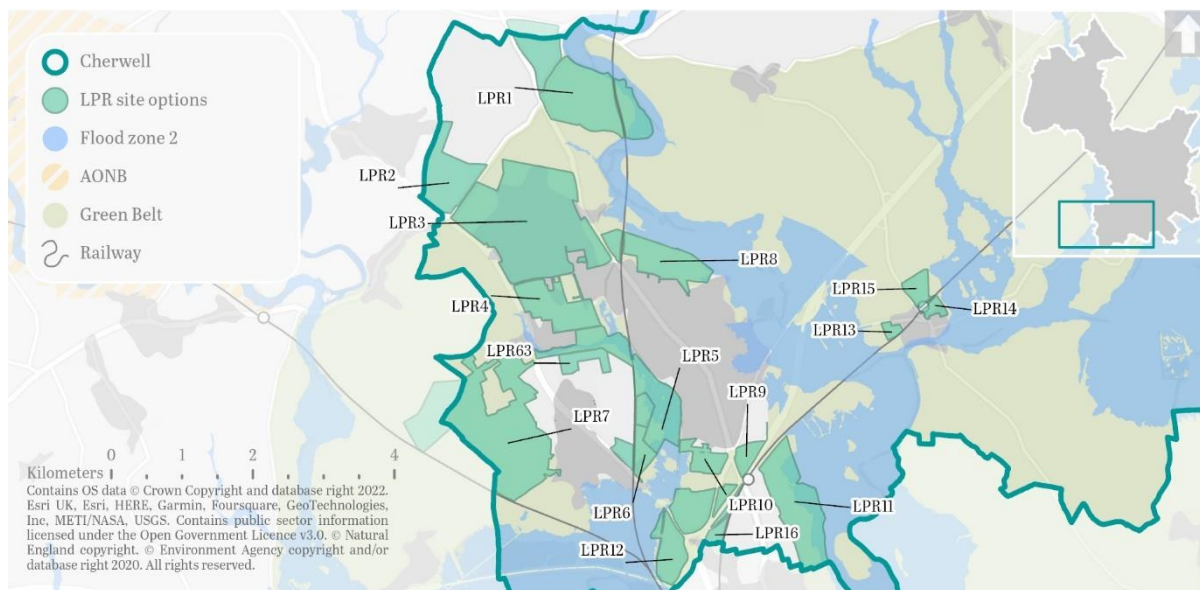 Cherwell
LPR site options
Flood zone 2
AONB
Green Belt
Railway
LPR1
LPR2
LPR3
LPR8
LPR4
LPR15
LPR14
LPR13
LPR63
LPR5
LPR9
LPR7
LPR6
LPR10
LPR11
LPR16
LPR12
Kilometers
0 1 2 4
Contains OS data © Crown Copyright and database right 2022.
Esri UK, Esri, HERE, Garmin, Foursquare, GeoTechnologies,
Inc, METI/NASA, USGS. Contains public sector information
licensed under the Open Government Licence v3.0. © Natural
England copyright. © Environment Agency copyright and/or
database right 2020. All rights reserved.